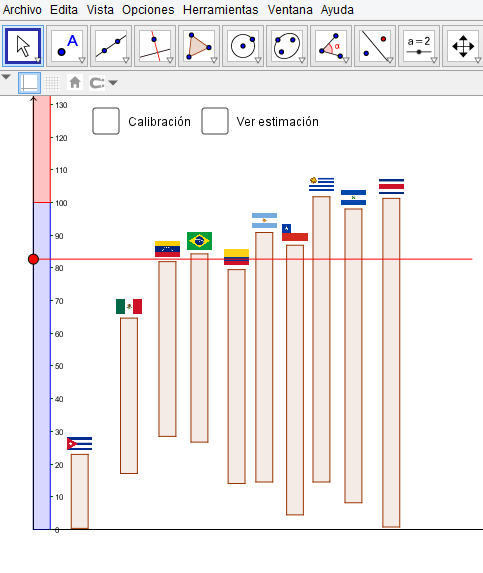 Archivo Edita Vista Opciones Herramientas Ventana Ayuda
A
α
a = 2
130
Calibración Ver estimación
120
110
100
90
80
70
60
50
40
30
20
10
0